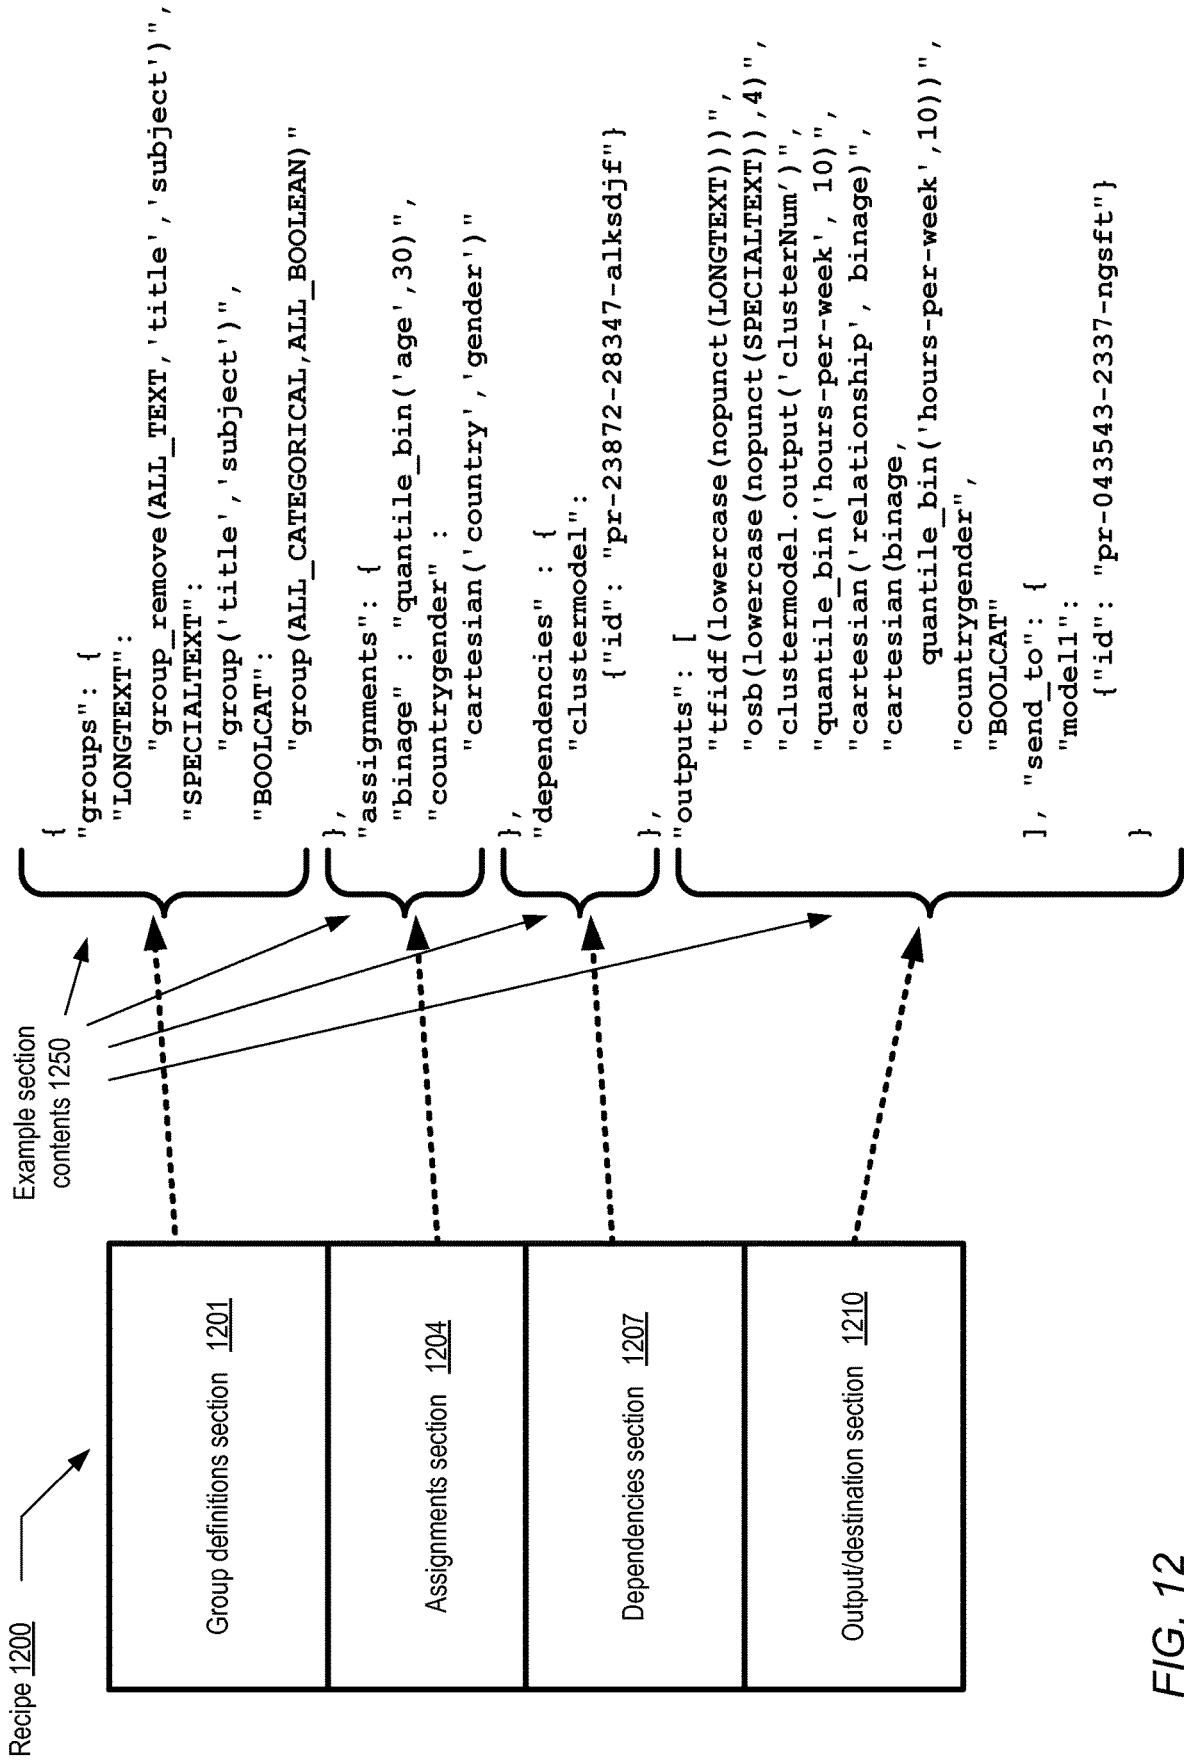 Recipe 1200
Group definitions section 1201
Assignments section 1204
Dependencies section 1207
Output/destination section 1210
Example section
contents 1250
{
"groups": {
"LONGTEXT":
"group_remove(ALL_TEXT,'title','subject')",
"SPECIALTEXT":
"group('title','subject')",
"BOOLCAT":
"group(ALL_CATEGORICAL,ALL_BOOLEAN)"
},
"assignments": {
"binage" : "quantile_bin('age',30)",
"countrygender" :
"cartesian('country','gender')"
},
"dependencies" : {
"clustermodel":
{"id": "pr-23872-28347-alksdjf"}
},
"outputs": [
"tfidf(lowercase(nopunct(LONGTEXT)))",
"osb(lowercase(nopunct(SPECIALTEXT)),4)",
"clustermodel.output('clusterNum')",
"quantile_bin('hours-per-week', 10)",
"cartesian('relationship', binage)",
"cartesian(binage,
quantile_bin('hours-per-week',10))",
"countrygender",
"BOOLCAT"
], "send_to": {
"model1":
{"id": "pr-043543-2337-ngsft"}
}
FIG. 12